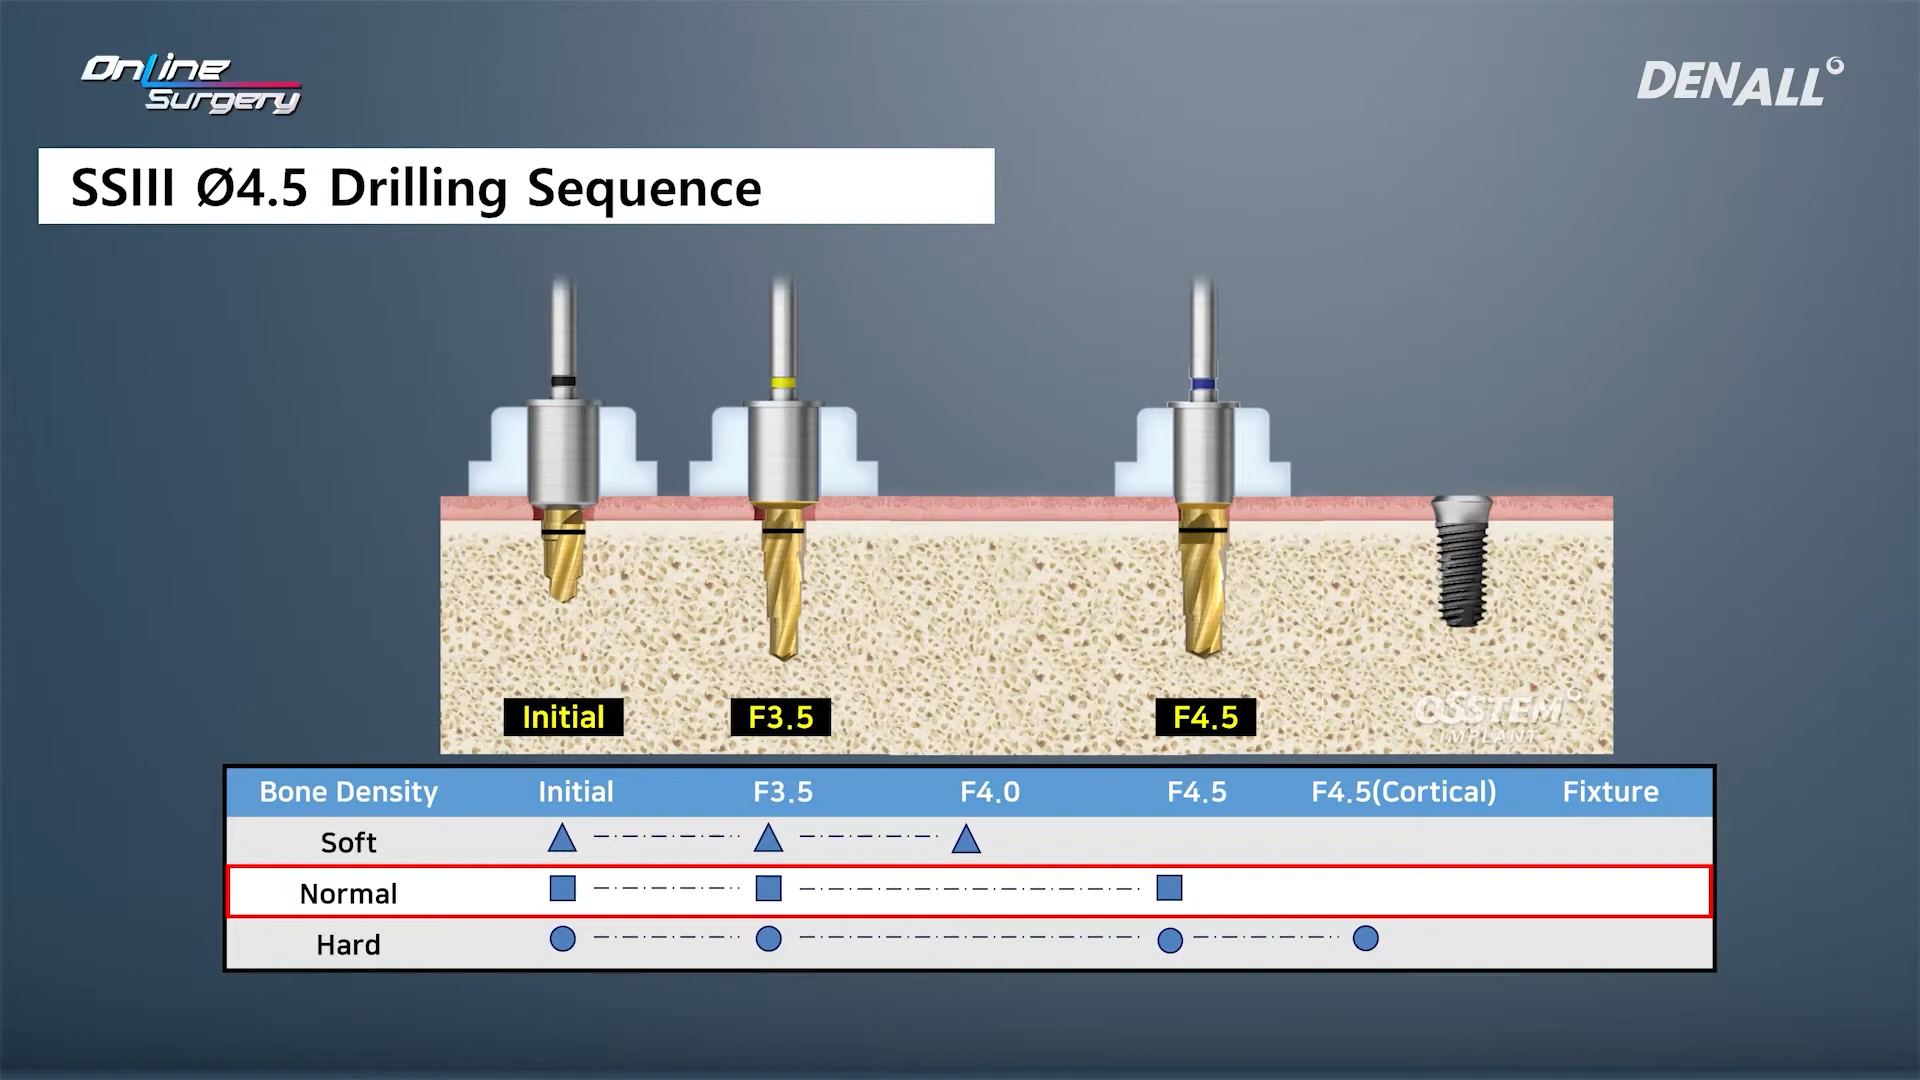 OnLine
Surgery
DENALL
SSIII Ø4.5 Drilling Sequence
Initial
F3.5
F4.5
OSSTEM
IMPLANT
Bone Density Initial F3.5 F4.0 F4.5 F4.5(Cortical) Fixture
Soft
Normal
Hard